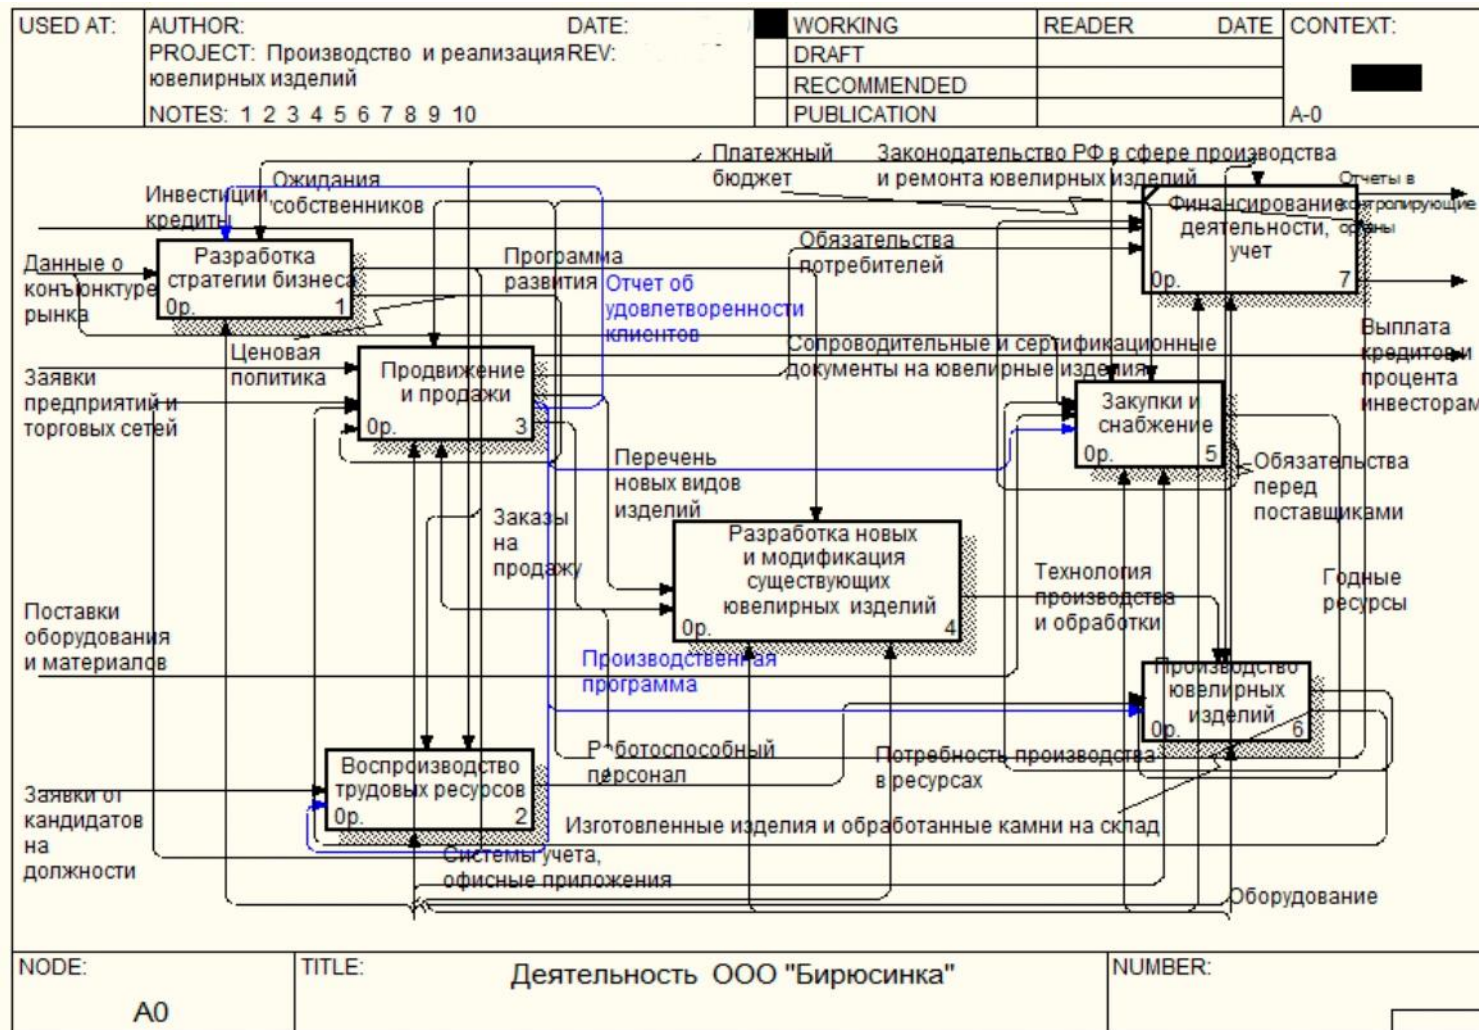 USED AT:
AUTHOR:
DATE:
PROJECT: Производство и реализация
REV:
ювелирных изделий
NOTES: 1 2 3 4 5 6 7 8 9 10
WORKING
DRAFT
RECOMMENDED
PUBLICATION
READER
DATE
CONTEXT:
A-0
Платежный
бюджет
Законодательство РФ в сфере производства
и ремонта ювелирных изделий
Инвестиции,
кредиты
Ожидания
собственников
Отчеты в
контролирующие
органы
Разработка
стратегии бизнеса
0р.
1
Финансирование
деятельности,
учет
0р.
7
Данные о
конъюнктуре
рынка
Программа
развития
Обязательства
потребителей
Отчет об
удовлетворенности
клиентов
Ценовая
политика
Сопроводительные и сертификационные
документы на ювелирные изделия
Выплата
кредитов и
процента
инвесторам
Заявки
предприятий и
торговых сетей
Продвижение
и продажи
0р.
3
Закупки и
снабжение
0р.
5
Перечень
новых видов
изделий
Обязательства
перед
поставщиками
Заказы
на
продажу
Разработка новых
и модификация
существующих
ювелирных изделий
0р.
4
Технология
производства
и обработки
Годные
ресурсы
Поставки
оборудования
и материалов
Производственная
программа
Производство
ювелирных
изделий
0р.
6
Работоспособный
персонал
Потребность производства
в ресурсах
Воспроизводство
трудовых ресурсов
0р.
2
Заявки от
кандидатов
на
должности
Изготовленные изделия и обработанные камни на склад
Системы учета,
офисные приложения
Оборудование
NODE:
A0
TITLE:
Деятельность ООО "Бирюсинка"
NUMBER: